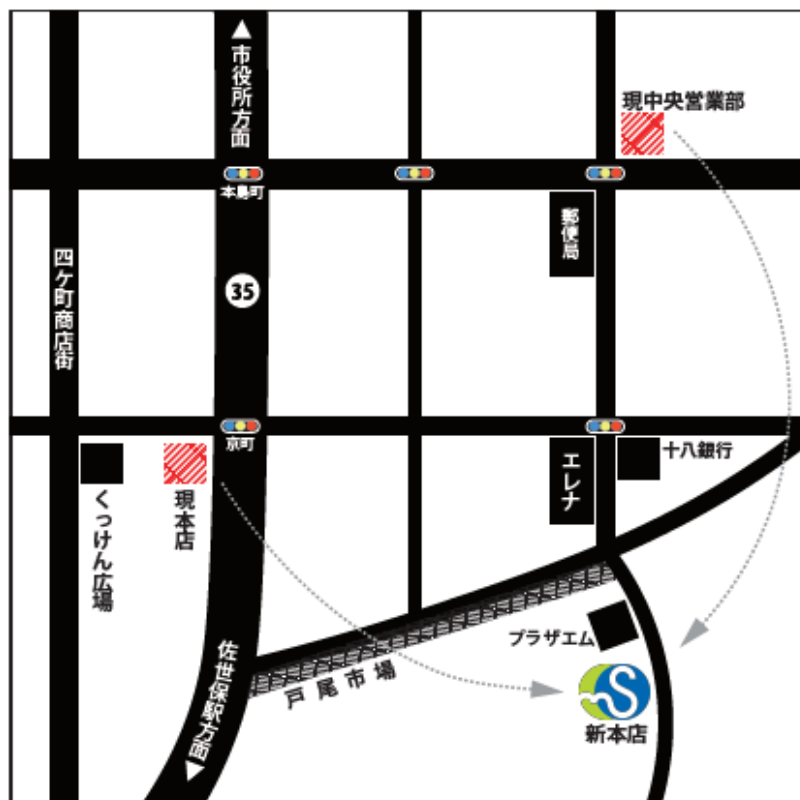 ▲市役所方面
現中央営業部
本島町
郵便局
四ケ町商店街
35
京町
エレナ
十八銀行
くっけん広場
現本店
プラザエム
戸尾市場
佐世保駅方面▼
S
新本店